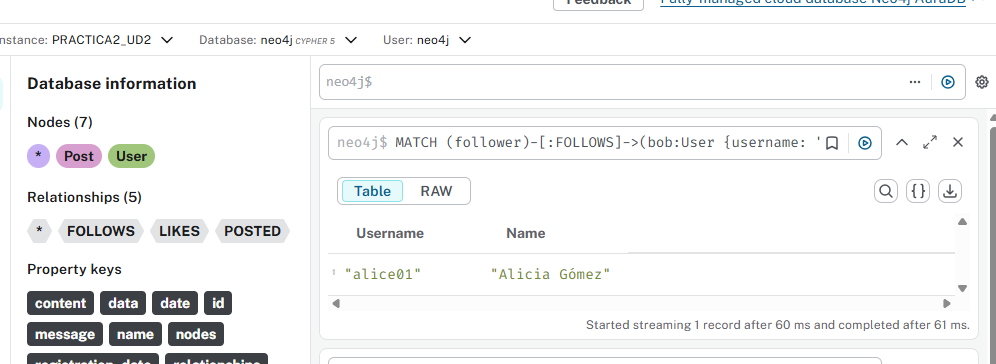 Feedback
Fully-managed cloud database Neo4j AuraDB
nstance: PRACTICA2_UD2 Database: neo4j CYPHER 5 User: neo4j
Database information
Nodes (7)
* Post User
Relationships (5)
* FOLLOWS LIKES POSTED
Property keys
content data date id
message name nodes
registration_date relationships
neo4j$
neo4j$ MATCH (follower)-[:FOLLOWS]->(bob:User {username: '
Table RAW
Username Name
1 "alice01" "Alicia Gómez"
Started streaming 1 record after 60 ms and completed after 61 ms.